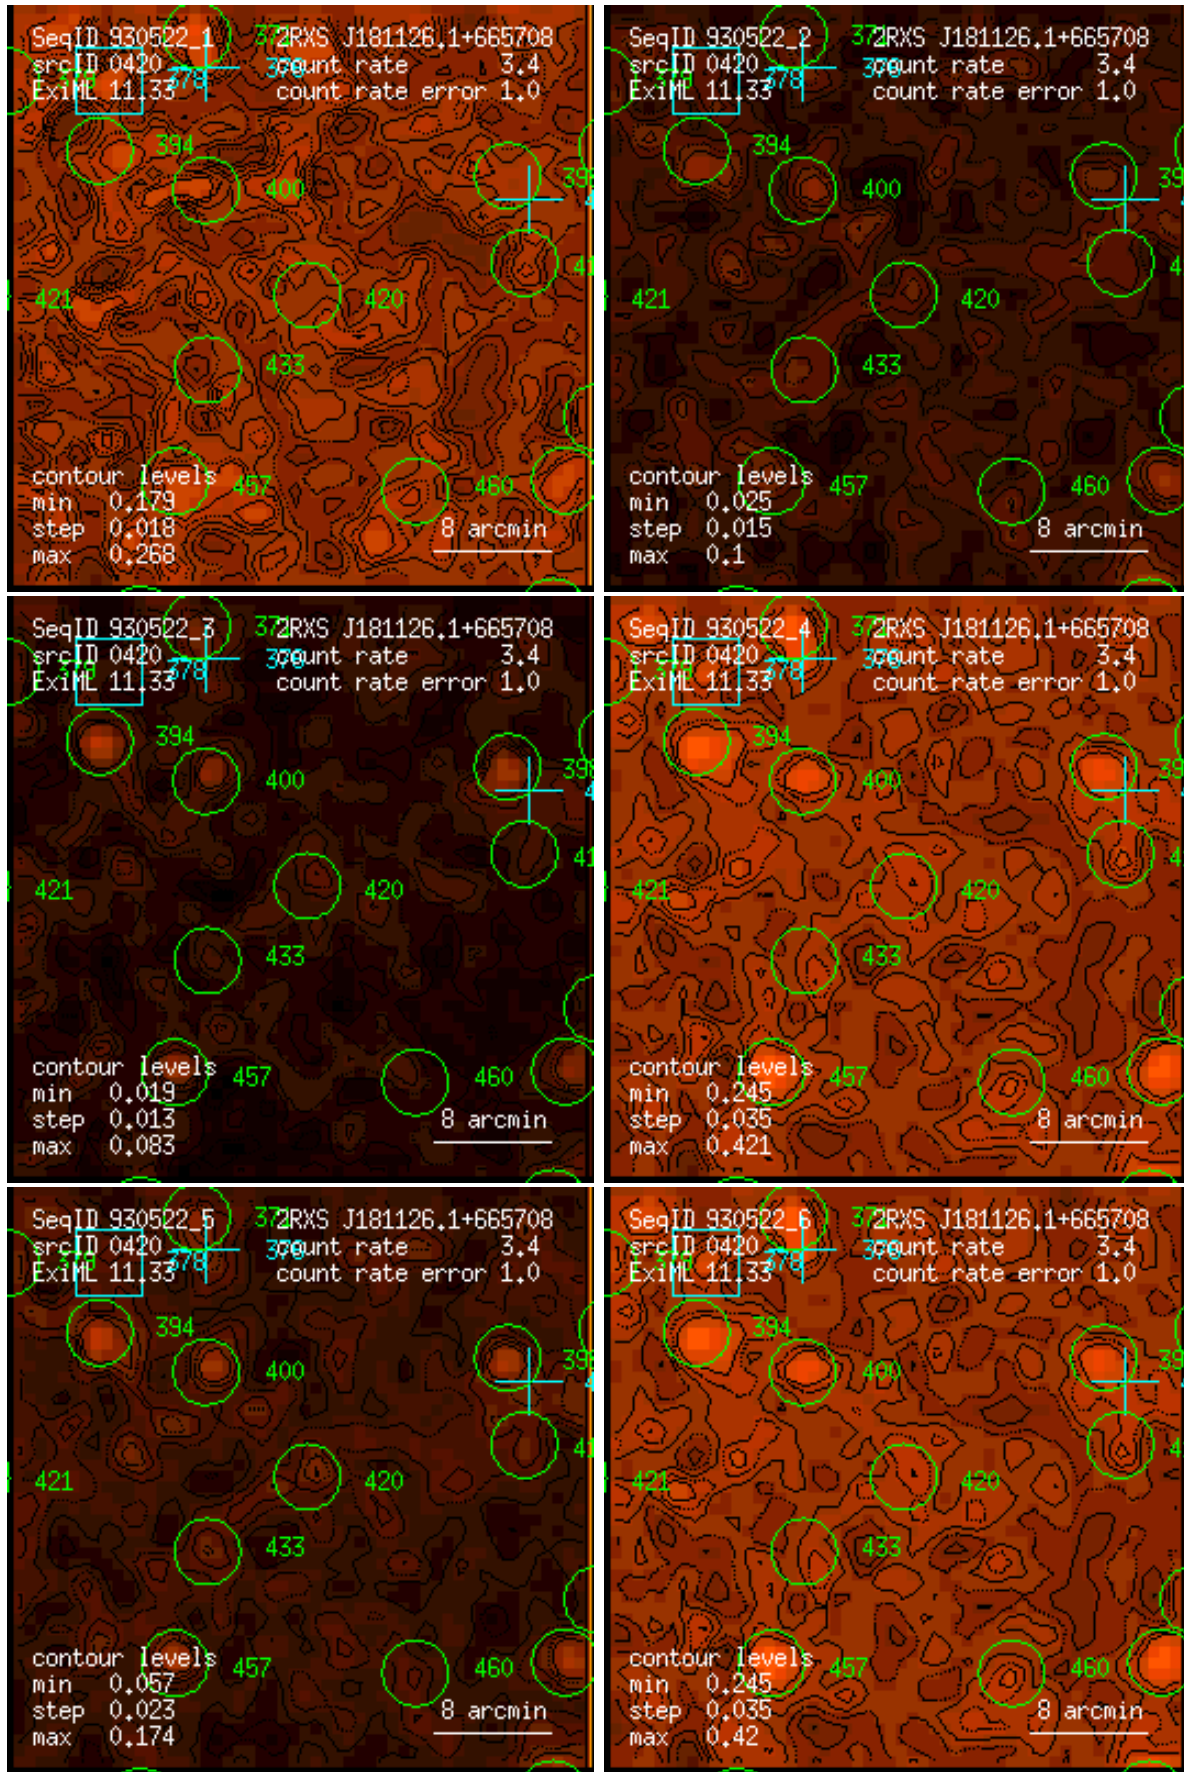 SeqID 930522_1 2RXS J181126.1+665708
srcID 0420 count rate 3.4
ExiML 11.33 378 count rate error 1.0
394
400
421 420
433
contour levels
457 460
min 0.179
step 0.018 8 arcmin
max 0.268
SeqID 930522_2 2RXS J181126.1+665708
srcID 0420 count rate 3.4
ExiML 11.33 378 count rate error 1.0
394
400
421 420
433
contour levels
457 460
min 0.025
step 0.015 8 arcmin
max 0.1
SeqID 930522_3 2RXS J181126.1+665708
srcID 0420 count rate 3.4
ExiML 11.33 378 count rate error 1.0
394
400
421 420
433
contour levels
457 460
min 0.019
step 0.013 8 arcmin
max 0.083
SeqID 930522_4 2RXS J181126.1+665708
srcID 0420 count rate 3.4
ExiML 11.33 378 count rate error 1.0
394
400
421 420
433
contour levels
457 460
min 0.245
step 0.035 8 arcmin
max 0.421
SeqID 930522_5 2RXS J181126.1+665708
srcID 0420 count rate 3.4
ExiML 11.33 378 count rate error 1.0
394
400
421 420
433
contour levels
457 460
min 0.057
step 0.023 8 arcmin
max 0.174
SeqID 930522_6 2RXS J181126.1+665708
srcID 0420 count rate 3.4
ExiML 11.33 378 count rate error 1.0
394
400
421 420
433
contour levels
457 460
min 0.245
step 0.035 8 arcmin
max 0.42